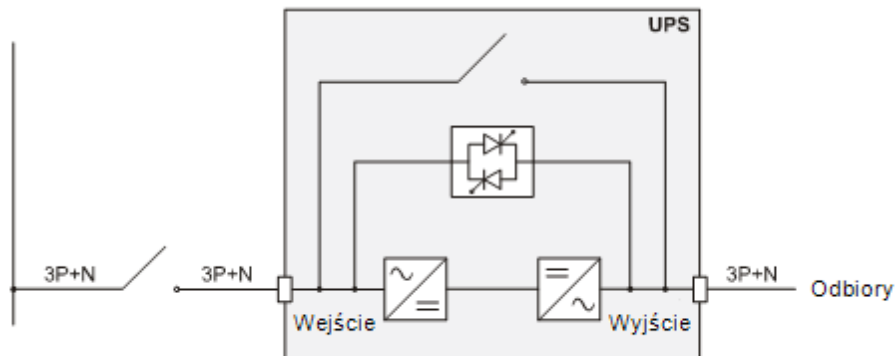 UPS
3P+N
3P+N
3P+N
Odbiory
Wejście
Wyjście